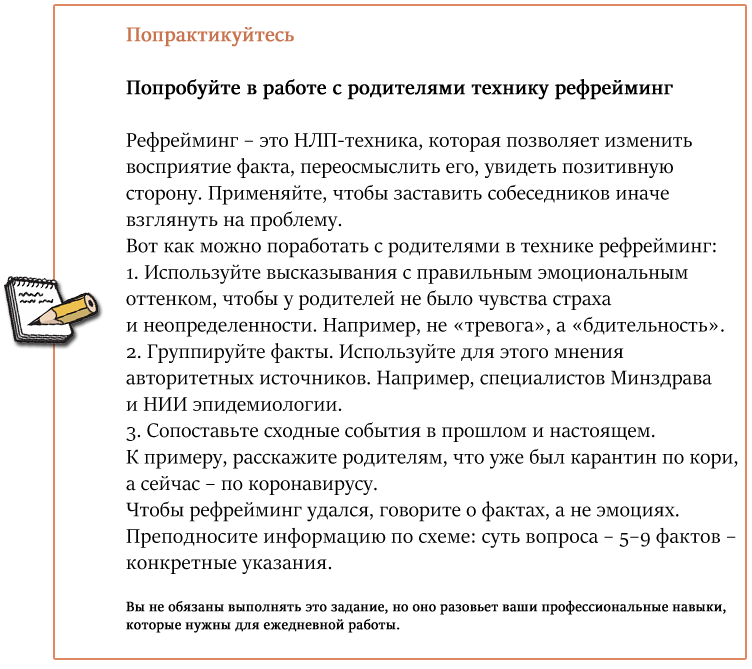 Попрактикуйтесь
Попробуйте в работе с родителями технику рефрейминг
Рефрейминг – это НЛП-техника, которая позволяет изменить
восприятие факта, переосмыслить его, увидеть позитивную
сторону. Применяйте, чтобы заставить собеседников иначе
взглянуть на проблему.
Вот как можно поработать с родителями в технике рефрейминг:
1. Используйте высказывания с правильным эмоциональным
оттенком, чтобы у родителей не было чувства страха
и неопределенности. Например, не «тревога», а «бдительность».
2. Группируйте факты. Используйте для этого мнения
авторитетных источников. Например, специалистов Минздрава
и НИИ эпидемиологии.
3. Сопоставьте сходные события в прошлом и настоящем.
К примеру, расскажите родителям, что уже был карантин по кори,
а сейчас – по коронавирусу.
Чтобы рефрейминг удался, говорите о фактах, а не эмоциях.
Преподносите информацию по схеме: суть вопроса – 5–9 фактов –
конкретные указания.
Вы не обязаны выполнять это задание, но оно разовьет ваши профессиональные навыки,
которые нужны для ежедневной работы.